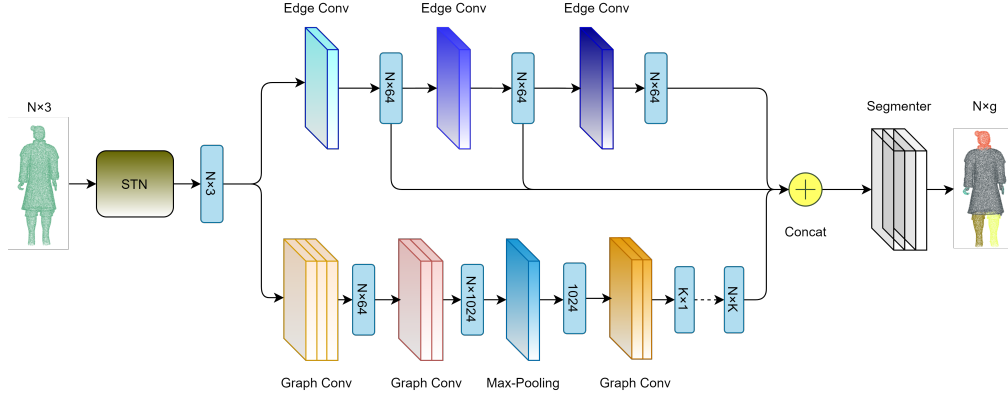 Edge Conv
Edge Conv
Edge Conv
N×64
N×64
N×64
N×3
STN
N×3
Segmenter
N×g
Concat
N×64
N×1024
1024
K×1
N×K
Graph Conv
Graph Conv
Max-Pooling
Graph Conv